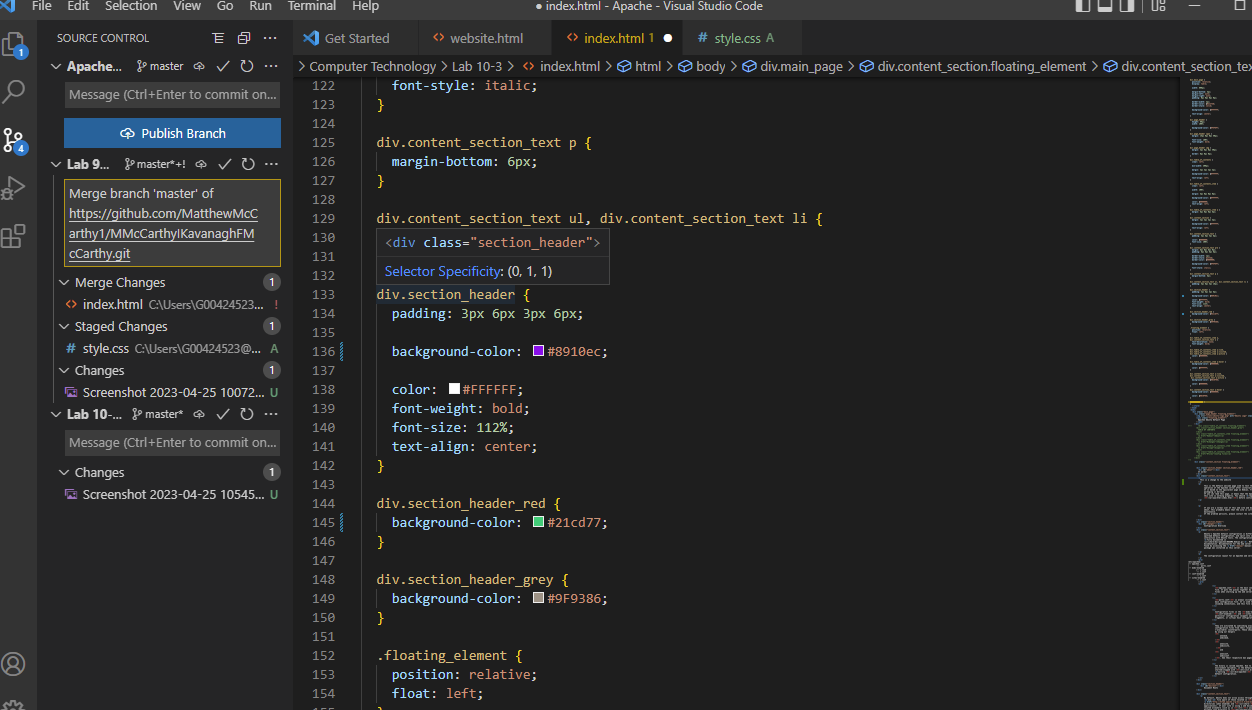 File Edit Selection View Go Run Terminal Help
● index.html - Apache - Visual Studio Code
SOURCE CONTROL
Get Started
website.html
index.html 1
style.css A
Computer Technology > Lab 10-3 > index.html > html > body > div.main_page > div.content_section.floating_element > div.content_section_tex
1
4
Apache... master
Message (Ctrl+Enter to commit on...
Publish Branch
Lab 9... master*+!
Merge branch 'master' of
https://github.com/MatthewMcC
arthy1/MMcCarthyIKavanaghFM
cCarthy.git
Merge Changes 1
index.html C:\Users\G00424523... !
Staged Changes 1
style.css C:\Users\G00424523@... A
Changes 1
Screenshot 2023-04-25 10072... U
Lab 10-... master*
Message (Ctrl+Enter to commit on...
Changes 1
Screenshot 2023-04-25 10545... U
122 font-style: italic;
123 }
124
125 div.content_section_text p {
126 margin-bottom: 6px;
127 }
128
129 div.content_section_text ul, div.content_section_text li {
130 <div class="section_header">
131 Selector Specificity: (0, 1, 1)
132
133 div.section_header {
134 padding: 3px 6px 3px 6px;
135
136 background-color: #8910ec;
137
138 color: #FFFFFF;
139 font-weight: bold;
140 font-size: 112%;
141 text-align: center;
142 }
143
144 div.section_header_red {
145 background-color: #21cd77;
146 }
147
148 div.section_header_grey {
149 background-color: #9F9386;
150 }
151
152 .floating_element {
153 position: relative;
154 float: left;